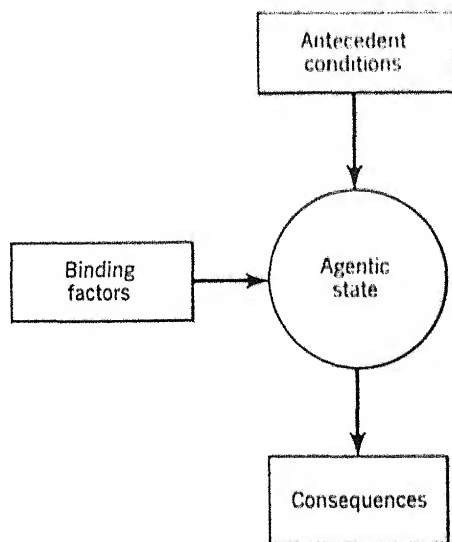 Antecedent
conditions
Binding
factors
Agentic
state
Consequences